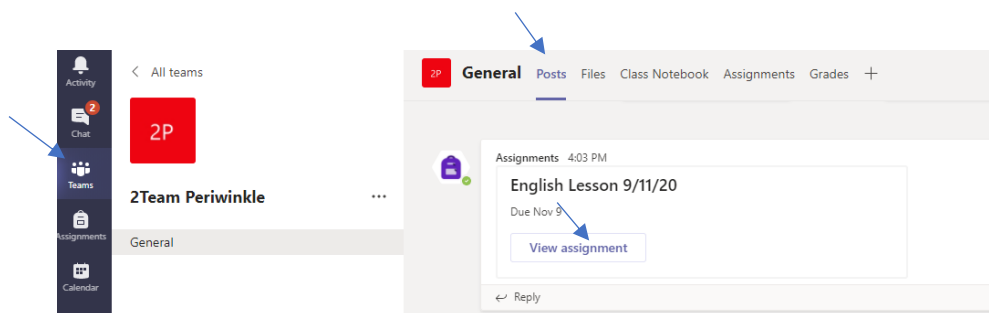 Activity
2
Chat
Teams
Assignments
Calendar
All teams
2P
2Team Periwinkle
...
General
2P General Posts Files Class Notebook Assignments Grades +
Assignments 4:03 PM
English Lesson 9/11/20
Due Nov 9
View assignment
Reply